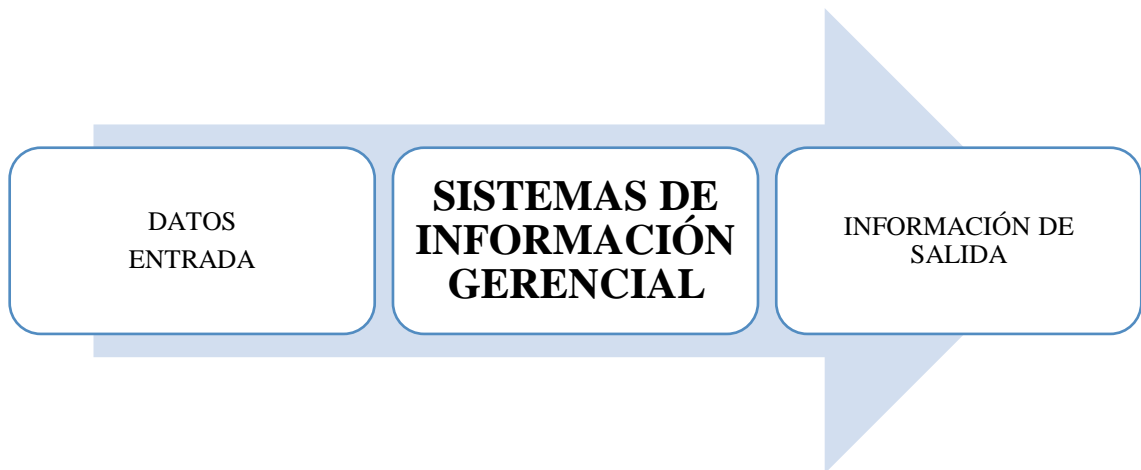 DATOS
ENTRADA
SISTEMAS DE
INFORMACIÓN
GERENCIAL
INFORMACIÓN DE
SALIDA